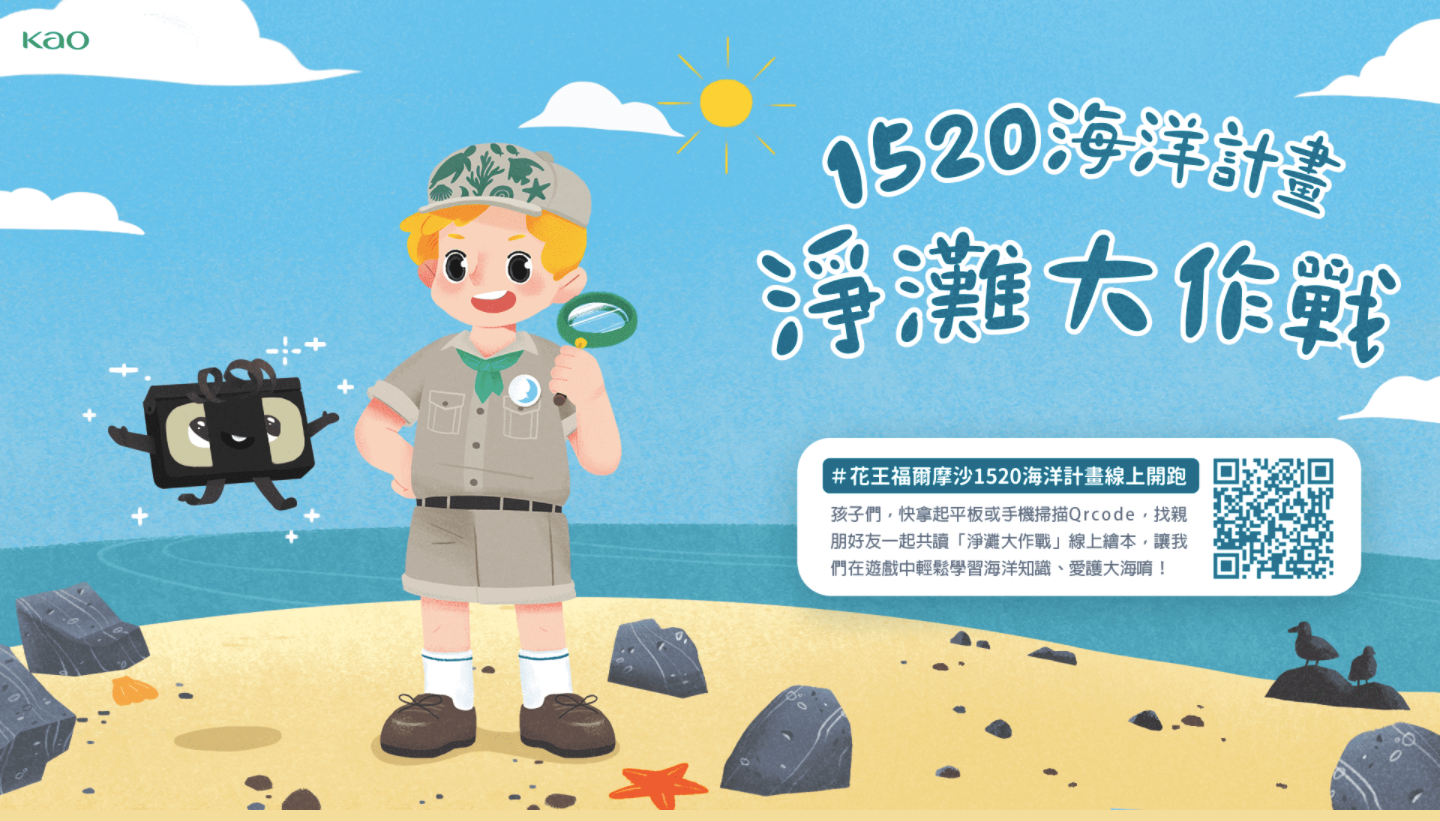 Kao
1520海洋計畫
淨灘大作戰
#花王福爾摩沙1520海洋計畫線上開跑
孩子們，快拿起平板或手機掃描Qrcode，找親
朋好友一起共讀「淨灘大作戰」線上繪本，讓我
們在遊戲中輕鬆學習海洋知識、愛護大海唷！